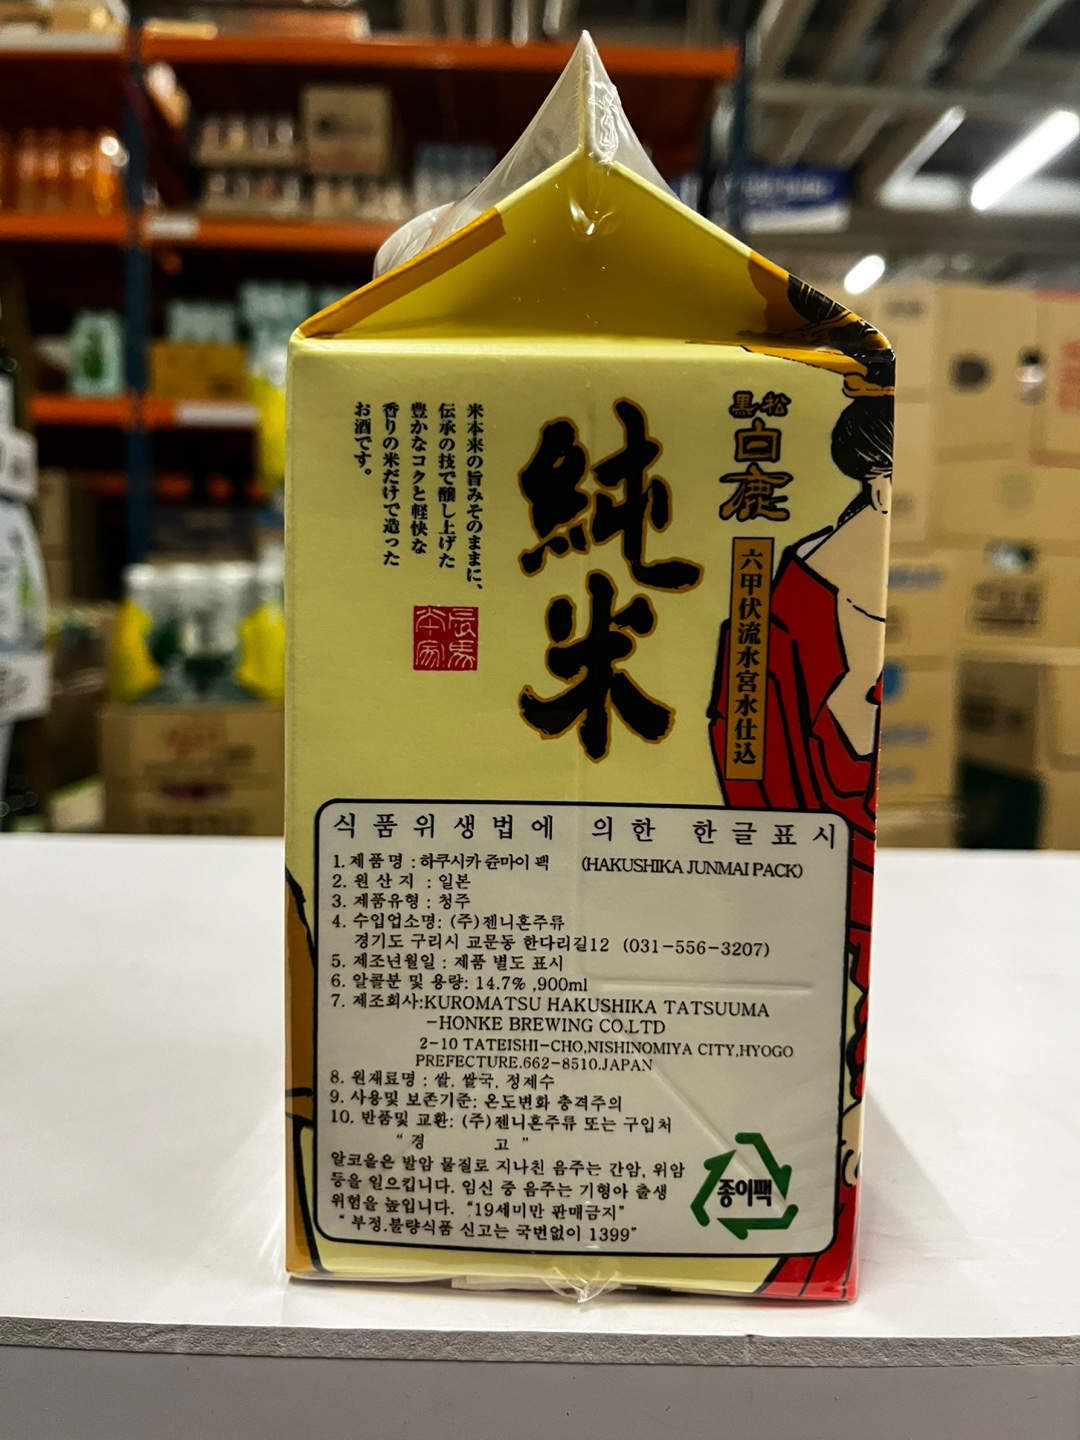 黒松
白鹿
六甲伏流水宮水仕込
純米
米本来の旨みそのままに、
伝承の技で醸し上げた
豊かなコクと軽快な
香りの米だけで造った
お酒です。
辰馬
本家
식품위생법에 의한 한글표시
1. 제품명 : 하쿠시카 쥰마이 팩 (HAKUSHIKA JUNMAI PACK)
2. 원산지 : 일본
3. 제품유형 : 청주
4. 수입업소명: (주)젠니혼주류
경기도 구리시 교문동 한다리길12 (031-556-3207)
5. 제조년월일 : 제품 별도 표시
6. 알콜분 및 용량: 14.7% ,900ml
7. 제조회사:KUROMATSU HAKUSHIKA TATSUUMA
-HONKE BREWING CO.LTD
2-10 TATEISHI-CHO,NISHINOMIYA CITY,HYOGO
PREFECTURE.662-8510.JAPAN
8. 원재료명 : 쌀. 쌀국. 정제수
9. 사용및 보존기준: 온도변화 충격주의
10. 반품및 교환: (주)젠니혼주류 또는 구입처
“ 경 고 ”
알코올은 발암 물질로 지나친 음주는 간암, 위암
등을 일으킵니다. 임신 중 음주는 기형아 출생
위험을 높입니다. “19세미만 판매금지”
“ 부정.불량식품 신고는 국번없이 1399”
종이팩